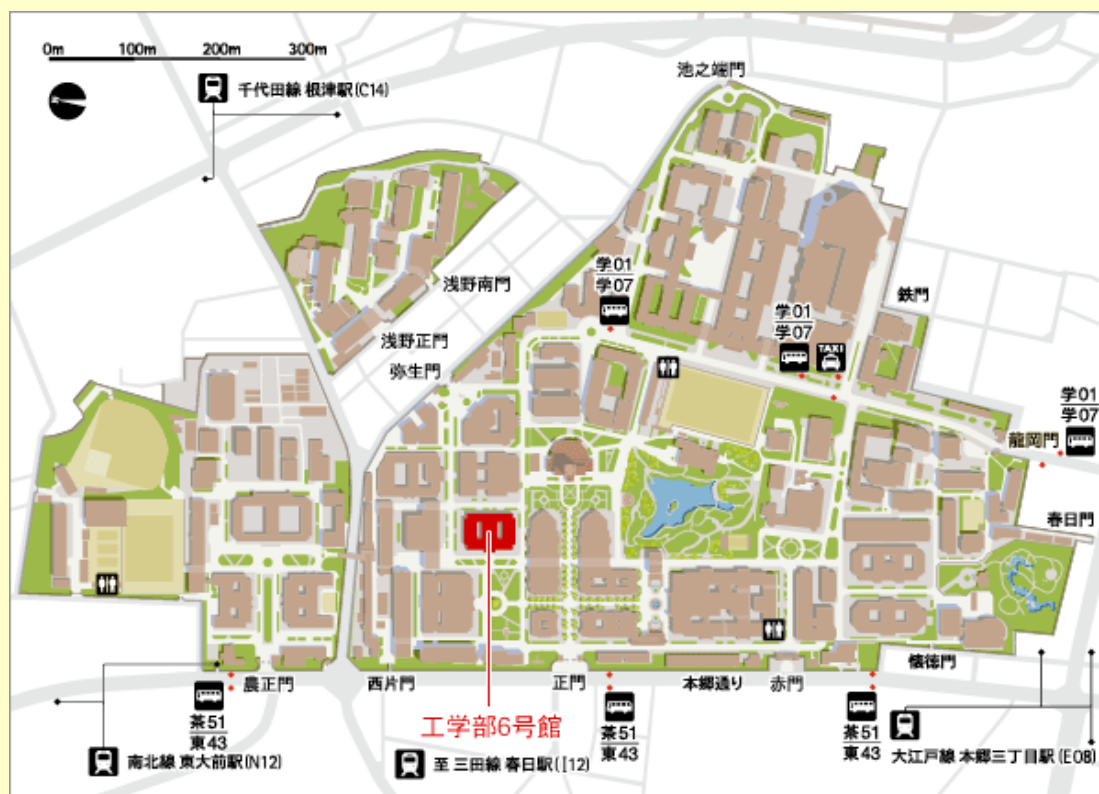 0m 100m 200m 300m
池之端門
千代田線 根津駅(C14)
学01
学07
浅野南門
学01
学07
TAXI
鉄門
浅野正門
弥生門
学01
学07
龍岡門
春日門
農正門
西片門
正門
本郷通り
赤門
懐徳門
茶51
東43
工学部6号館
茶51
東43
茶51
東43
南北線 東大前駅(N12)
至 三田線 春日駅(I12)
大江戸線 本郷三丁目駅(E08)